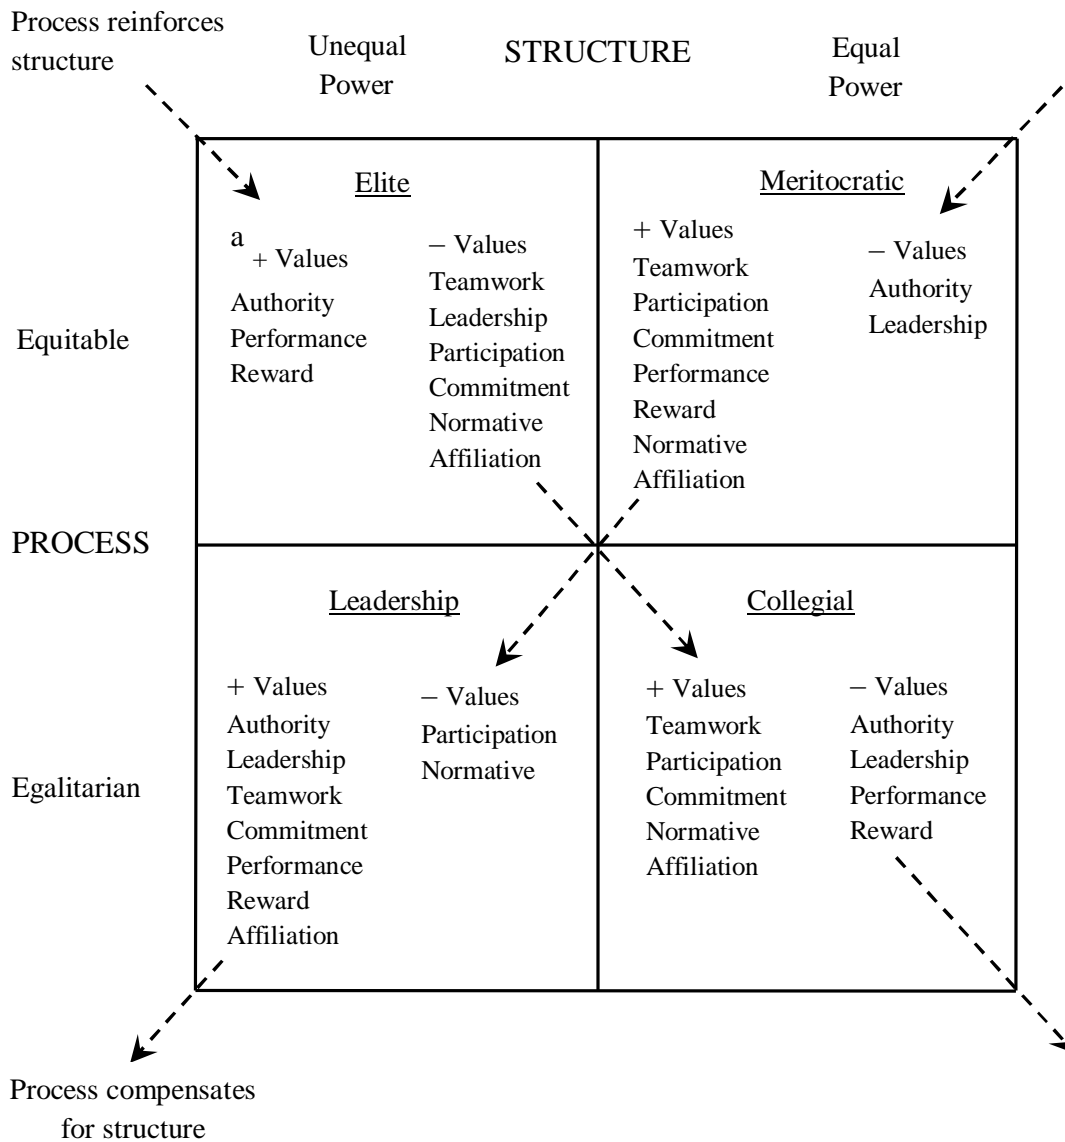 Process reinforces
structure
Unequal
Power
STRUCTURE
Equal
Power
Elite
a
+ Values
Authority
Performance
Reward
– Values
Teamwork
Leadership
Participation
Commitment
Normative
Affiliation
Meritocratic
+ Values
Teamwork
Participation
Commitment
Performance
Reward
Normative
Affiliation
– Values
Authority
Leadership
Equitable
PROCESS
Leadership
+ Values
Authority
Leadership
Teamwork
Commitment
Performance
Reward
Affiliation
– Values
Participation
Normative
Collegial
+ Values
Teamwork
Participation
Commitment
Normative
Affiliation
– Values
Authority
Leadership
Performance
Reward
Egalitarian
Process compensates
for structure